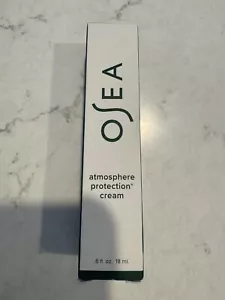 OSEA
atmosphere
protection+
cream
.6 fl. oz. 18 ml.